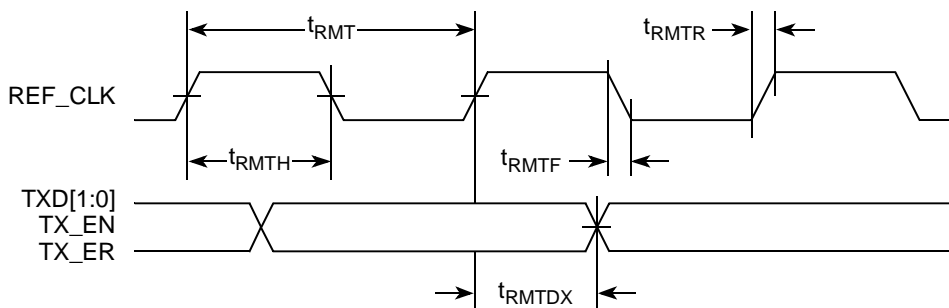 tRMT
tRMTR
REF_CLK
tRMTH
tRMTF
TXD[1:0]
TX_EN
TX_ER
tRMTDX